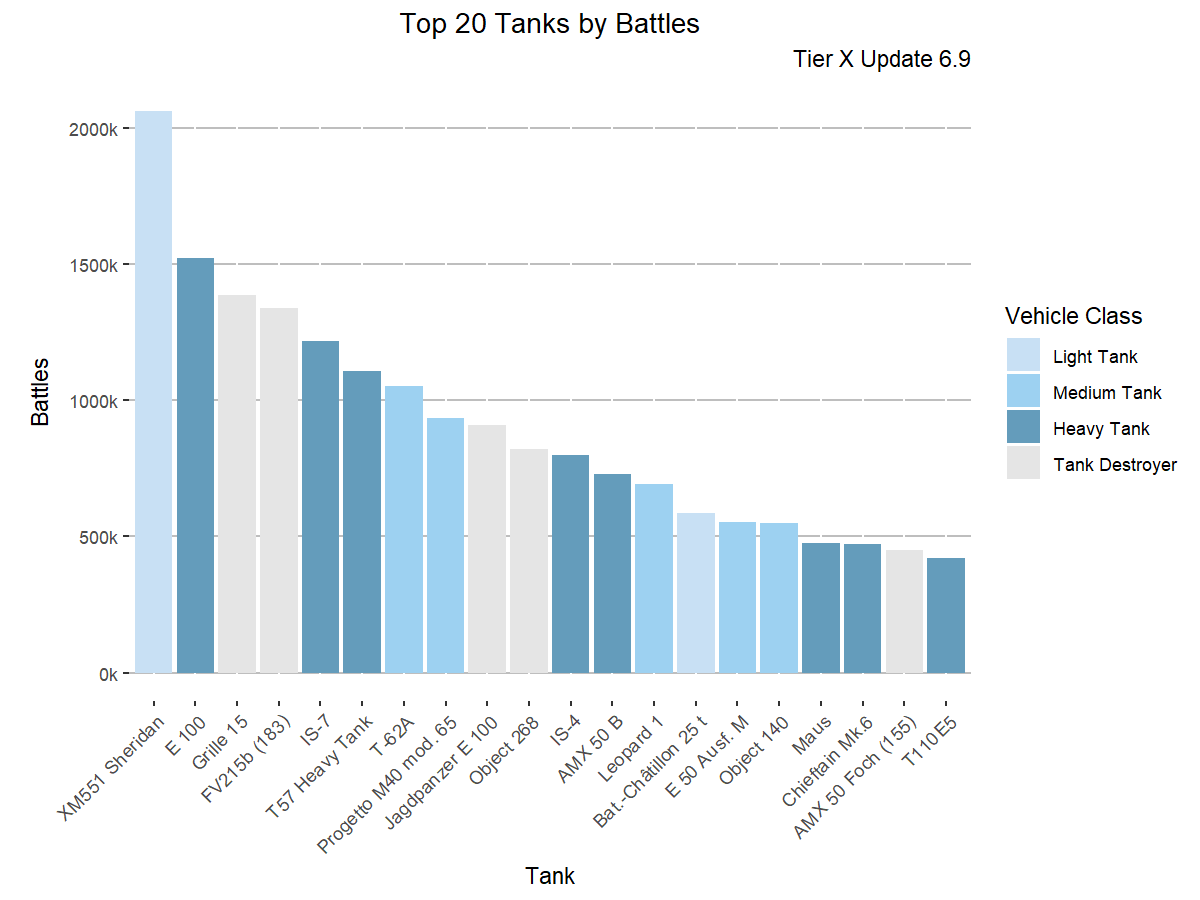 Top 20 Tanks by Battles
Tier X Update 6.9
Battles
2000k
1500k
1000k
500k
0k
XM551 Sheridan
E 100
Grille 15
FV215b (183)
IS-7
T57 Heavy Tank
T-62A
Progetto M40 mod. 65
Jagdpanzer E 100
Object 268
IS-4
AMX 50 B
Leopard 1
Bat.-Châtillon 25 t
E 50 Ausf. M
Object 140
Maus
Chieftain Mk.6
AMX 50 Foch (155)
T110E5
Tank
Vehicle Class
Light Tank
Medium Tank
Heavy Tank
Tank Destroyer